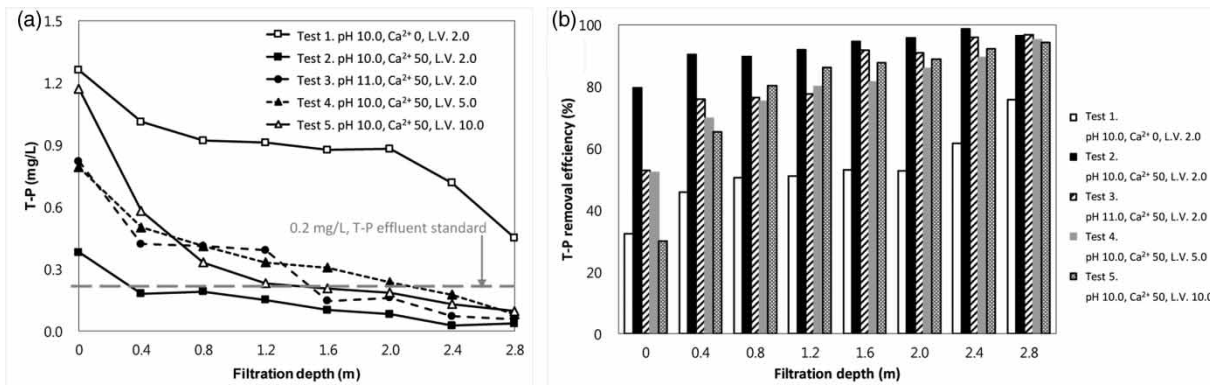 (a)
1.5
1.2
0.9
0.6
0.3
0.0
T-P (mg/L)
Test 1. pH 10.0, Ca²⁺ 0, L.V. 2.0
Test 2. pH 10.0, Ca²⁺ 50, L.V. 2.0
Test 3. pH 11.0, Ca²⁺ 50, L.V. 2.0
Test 4. pH 10.0, Ca²⁺ 50, L.V. 5.0
Test 5. pH 10.0, Ca²⁺ 50, L.V. 10.0
0.2 mg/L, T-P effluent standard
0 0.4 0.8 1.2 1.6 2.0 2.4 2.8
Filtration depth (m)
(b)
100
80
60
40
20
0
T-P removal effciency (%)
0 0.4 0.8 1.2 1.6 2.0 2.4 2.8
Filtration depth (m)
Test 1.
pH 10.0, Ca²⁺ 0, L.V. 2.0
Test 2.
pH 10.0, Ca²⁺ 50, L.V. 2.0
Test 3.
pH 11.0, Ca²⁺ 50, L.V. 2.0
Test 4.
pH 10.0, Ca²⁺ 50, L.V. 5.0
Test 5.
pH 10.0, Ca²⁺ 50, L.V. 10.0